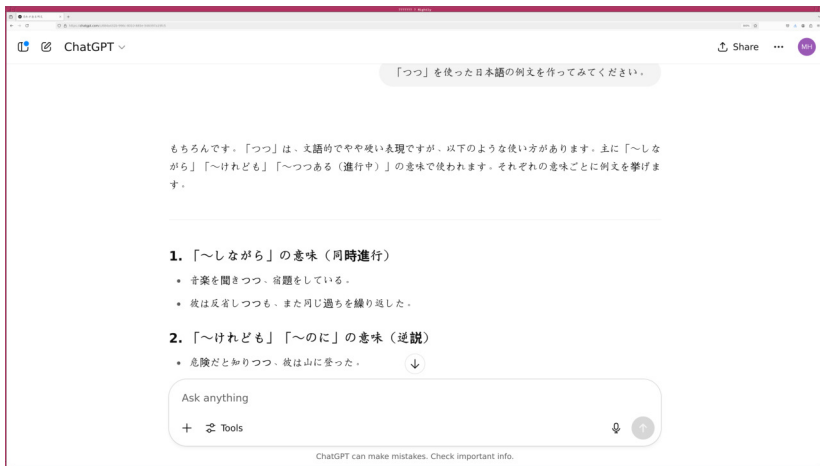 ChatGPT
Share
MH
「つつ」を使った日本語の例文を作ってみてください。
もちろんです。「つつ」は、文語的でやや硬い表現ですが、以下のような使い方があります。主に「〜しな
がら」「〜けれども」「〜つつある（進行中）」の意味で使われます。それぞれの意味ごとに例文を挙げま
す。
1. 「〜しながら」の意味（同時進行）
• 音楽を聞きつつ、宿題をしている。
• 彼は反省しつつも、また同じ過ちを繰り返した。
2. 「〜けれども」「〜のに」の意味（逆説）
• 危険だと知りつつ、彼は山に登った。
Ask anything
Tools
ChatGPT can make mistakes. Check important info.